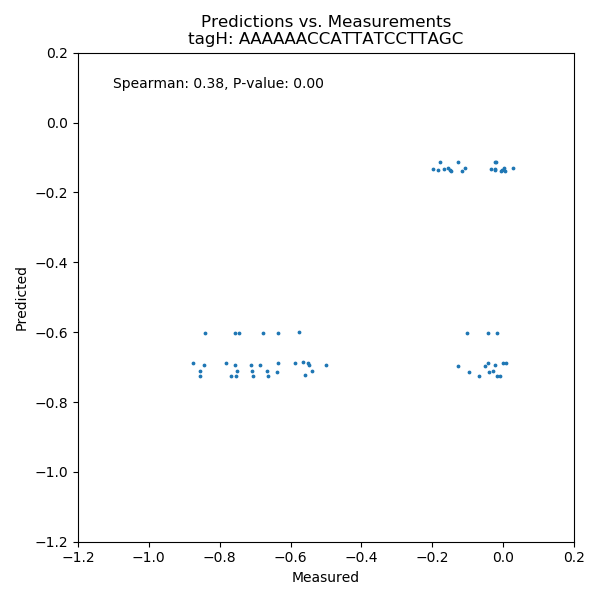 Predictions vs. Measurements
tagH: AAAAAACCATTATCCTTAGC
Spearman: 0.38, P-value: 0.00
0.2
0.0
−0.2
−0.4
−0.6
−0.8
−1.0
−1.2
Predicted
−1.2 −1.0 −0.8 −0.6 −0.4 −0.2 0.0 0.2
Measured